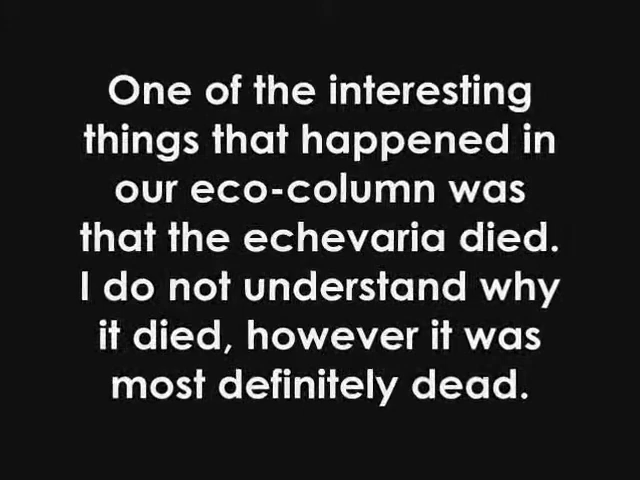 One of the interesting
things that happened in
our eco-column was
that the echevaria died.
I do not understand why
it died, however it was
most definitely dead.